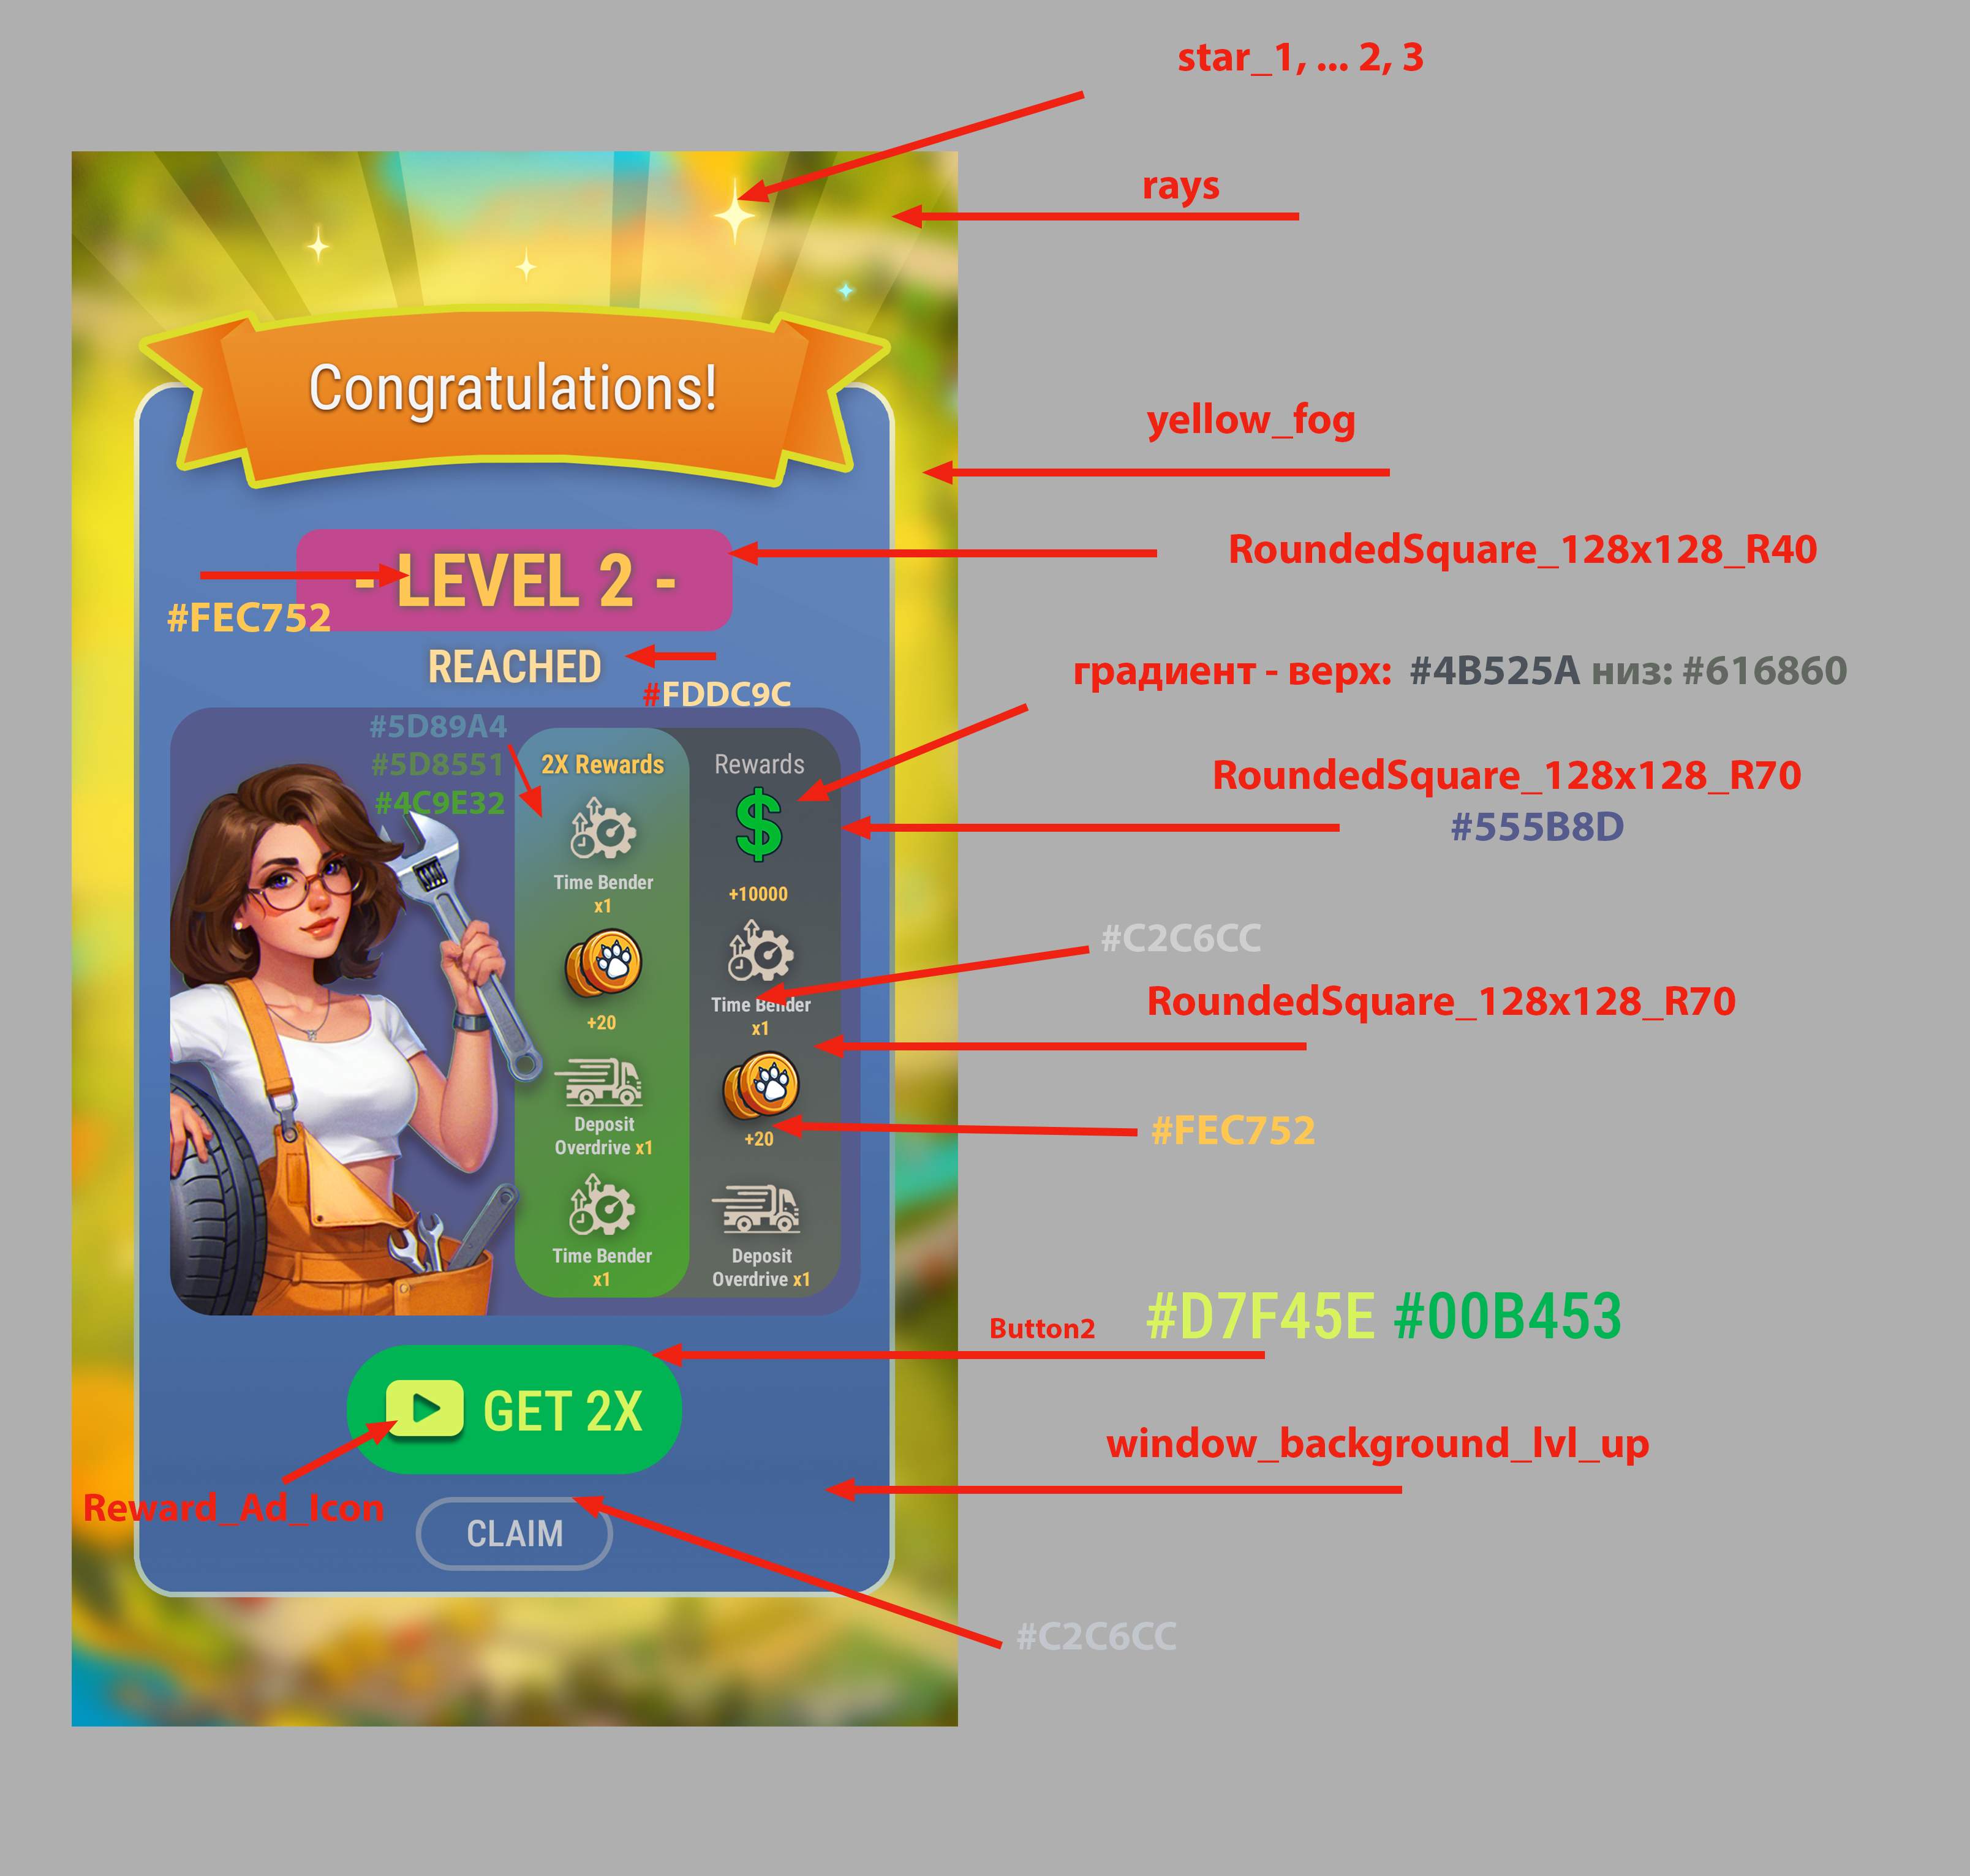 star_1, ... 2, 3
rays
Congratulations!
yellow_fog
- LEVEL 2 -
RoundedSquare_128x128_R40
#FEC752
REACHED
#FDDC9C
градиент - верх: #4B525A низ: #616860
#5D89A4
#5D8551
#4C9E32
2X Rewards
Time Bender
x1
+20
Deposit
Overdrive x1
Time Bender
x1
Rewards
$
+10000
Time Bender
x1
+20
Deposit
Overdrive x1
RoundedSquare_128x128_R70
#555B8D
#C2C6CC
RoundedSquare_128x128_R70
#FEC752
Button2
#D7F45E #00B453
GET 2X
window_background_lvl_up
Reward_Ad_Icon
CLAIM
#C2C6CC